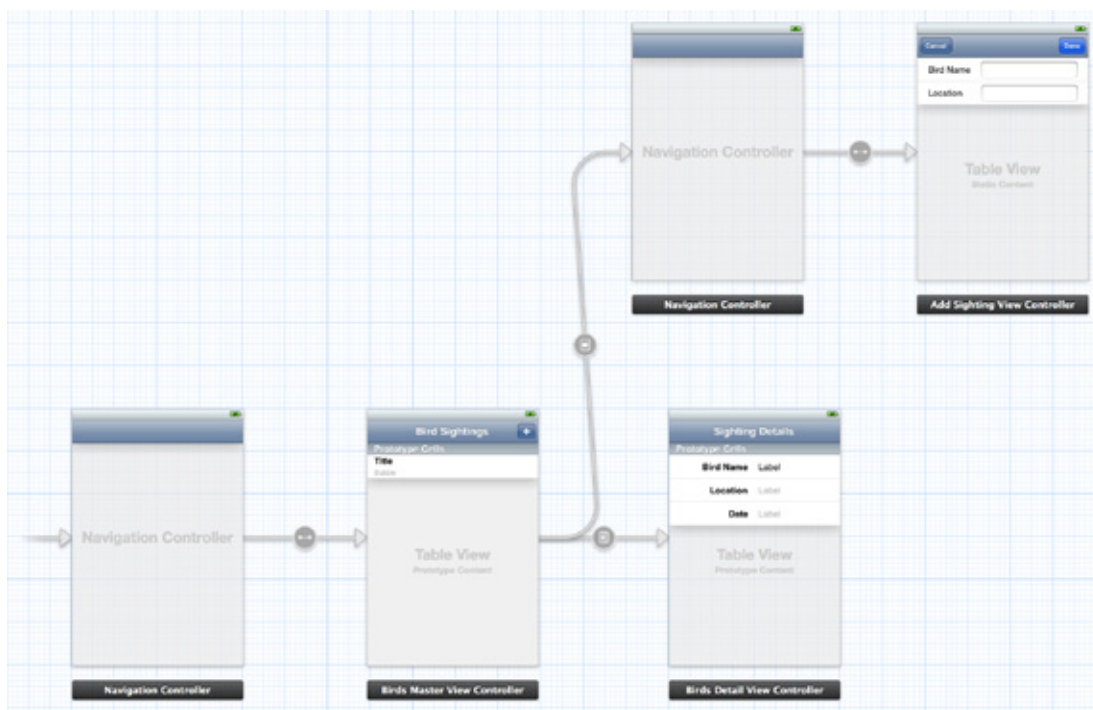 Cancel
Done
Bird Name
Location
Navigation Controller
Table View
Static Content
Navigation Controller
Add Sighting View Controller
Bird Sightings
+
Sighting Details
Prototype Cells
Prototype Cells
Title
Subtitle
Bird Name Label
Location Label
Date Label
Navigation Controller
Table View
Prototype Content
Table View
Prototype Content
Navigation Controller
Birds Master View Controller
Birds Detail View Controller